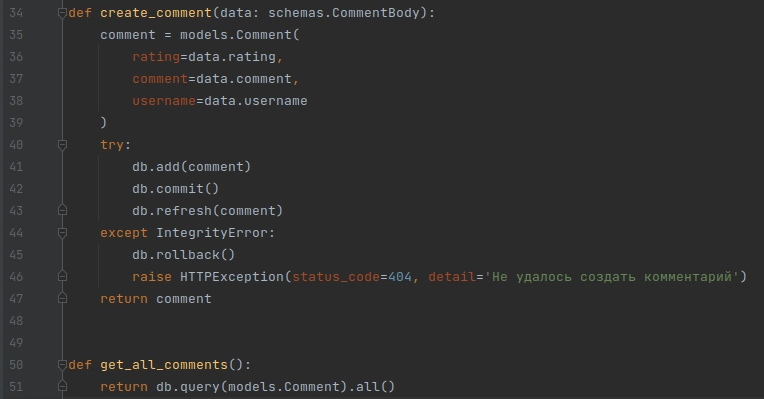 34 def create_comment(data: schemas.CommentBody):
35     comment = models.Comment(
36         rating=data.rating,
37         comment=data.comment,
38         username=data.username
39     )
40     try:
41         db.add(comment)
42         db.commit()
43         db.refresh(comment)
44     except IntegrityError:
45         db.rollback()
46         raise HTTPException(status_code=404, detail='Не удалось создать комментарий')
47     return comment
48
49
50 def get_all_comments():
51     return db.query(models.Comment).all()